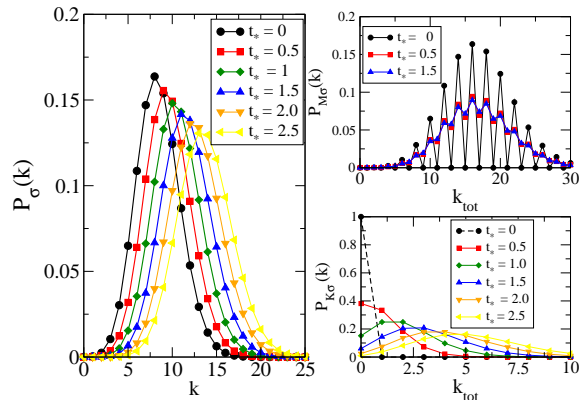 0.2
0.15
0.1
0.05
0
P_σ(k)
0 5 10 15 20 25
k
t_* = 0
t_* = 0.5
t_* = 1
t_* = 1.5
t_* = 2.0
t_* = 2.5
0.2
0.15
0.1
0.05
0
P_Mσ(k)
0 10 20 30
k_tot
t_* = 0
t_* = 0.5
t_* = 1.5
1
0.8
0.6
0.4
0.2
0
P_Kσ(k)
0 2.5 5 7.5 10
k_tot
t_* = 0
t_* = 0.5
t_* = 1.0
t_* = 1.5
t_* = 2.0
t_* = 2.5